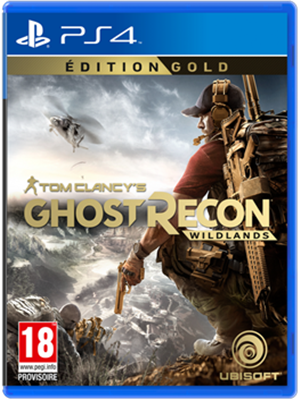 PS4
ÉDITION GOLD
TOM CLANCY'S
GHOST RECON
WILDLANDS
18
www.pegi.info
PROVISOIRE
UBISOFT